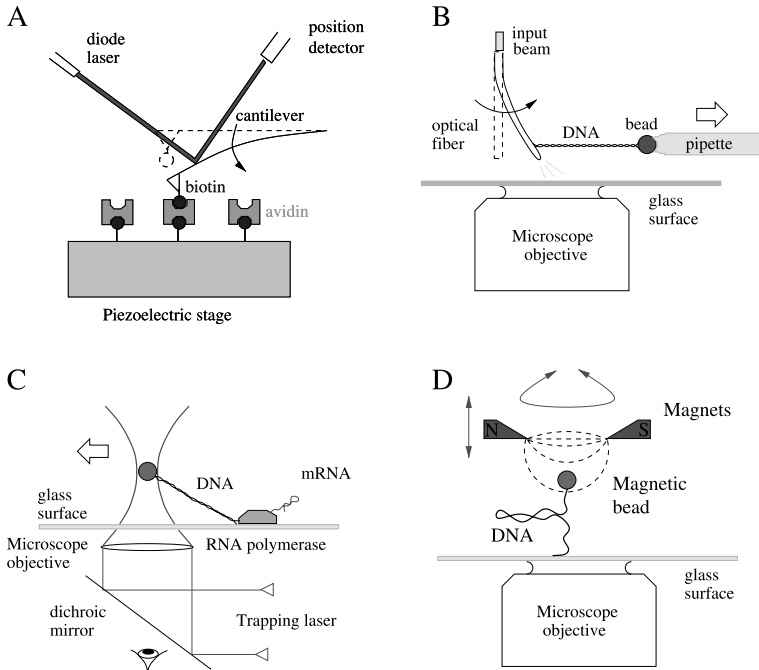 A
diode
laser
position
detector
cantilever
biotin
avidin
Piezoelectric stage
B
input
beam
optical
fiber
DNA
bead
pipette
glass
surface
Microscope
objective
C
DNA
mRNA
glass
surface
Microscope
objective
RNA polymerase
dichroic
mirror
Trapping laser
D
N
S
Magnets
Magnetic
bead
DNA
glass
surface
Microscope
objective